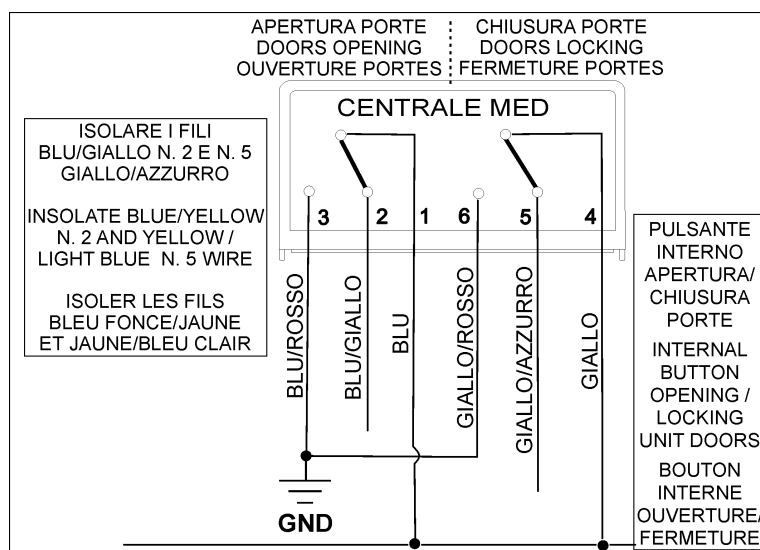 APERTURA PORTE
DOORS OPENING
OUVERTURE PORTES
CHIUSURA PORTE
DOORS LOCKING
FERMETURE PORTES
CENTRALE MED
ISOLARE I FILI
BLU/GIALLO N. 2 E N. 5
GIALLO/AZZURRO
INSOLATE BLUE/YELLOW
N. 2 AND YELLOW /
LIGHT BLUE N. 5 WIRE
ISOLER LES FILS
BLEU FONCE/JAUNE
ET JAUNE/BLEU CLAIR
3 2 1 6 5 4
BLU/ROSSO
BLU/GIALLO
BLU
GIALLO/ROSSO
GIALLO/AZZURRO
GIALLO
GND
PULSANTE
INTERNO
APERTURA/
CHIUSURA
PORTE
INTERNAL
BUTTON
OPENING /
LOCKING
UNIT DOORS
BOUTON
INTERNE
OUVERTURE/
FERMETURE